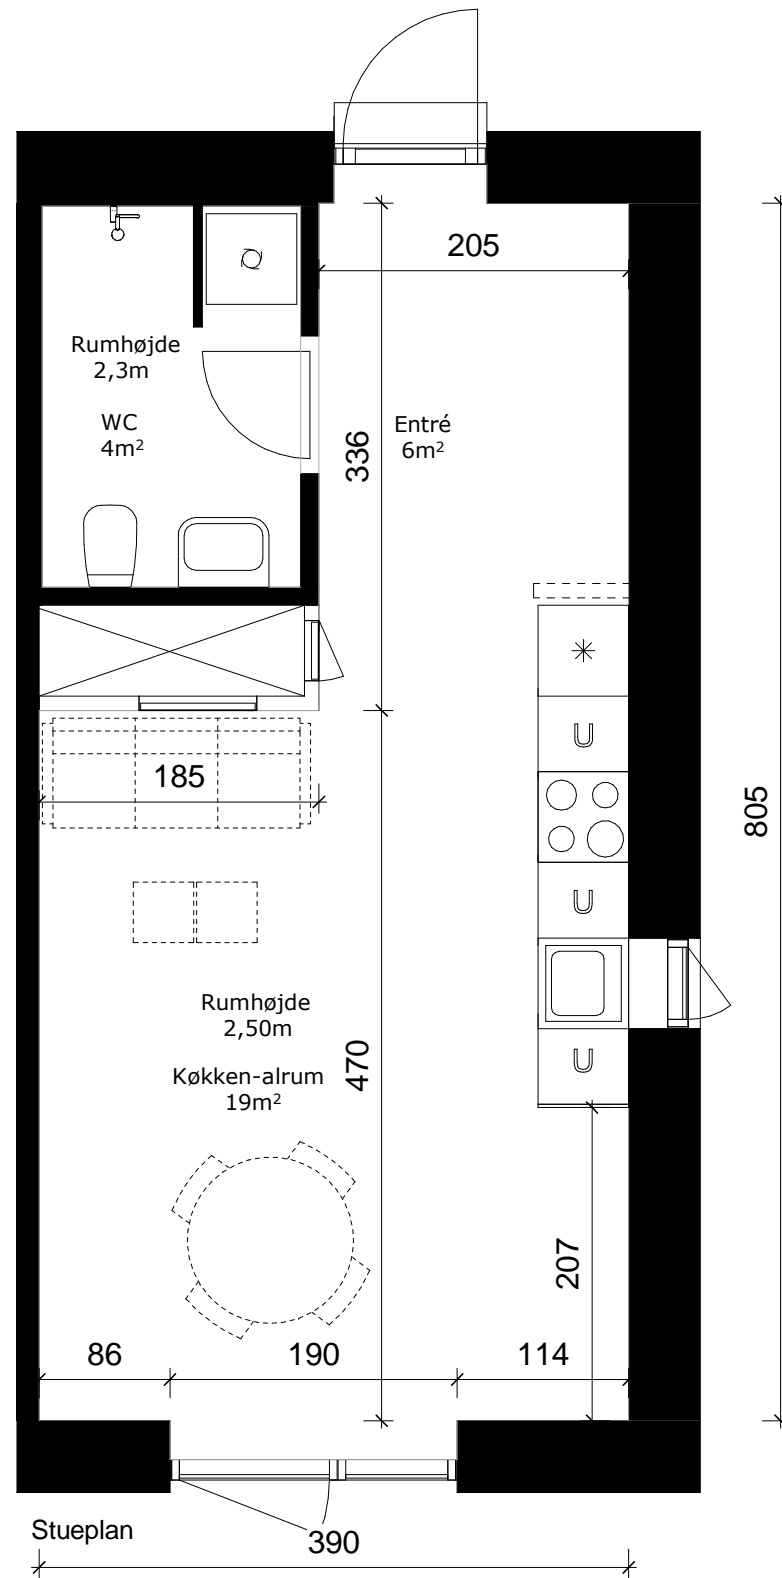 205
Rumhøjde
2,3m
WC
4m²
Entré
6m²
336
185
805
Rumhøjde
2,50m
Køkken-alrum
19m²
470
207
86
190
114
Stueplan
390